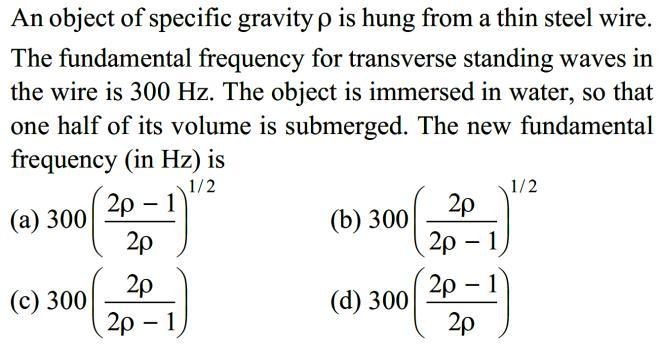 An object of specific gravity ρ is hung from a thin steel wire.
The fundamental frequency for transverse standing waves in
the wire is 300 Hz. The object is immersed in water, so that
one half of its volume is submerged. The new fundamental
frequency (in Hz) is
(a) 300 ((2ρ − 1)/(2ρ))^1/2 (b) 300 ((2ρ)/(2ρ − 1))^1/2
(c) 300 ((2ρ)/(2ρ − 1)) (d) 300 ((2ρ − 1)/(2ρ))